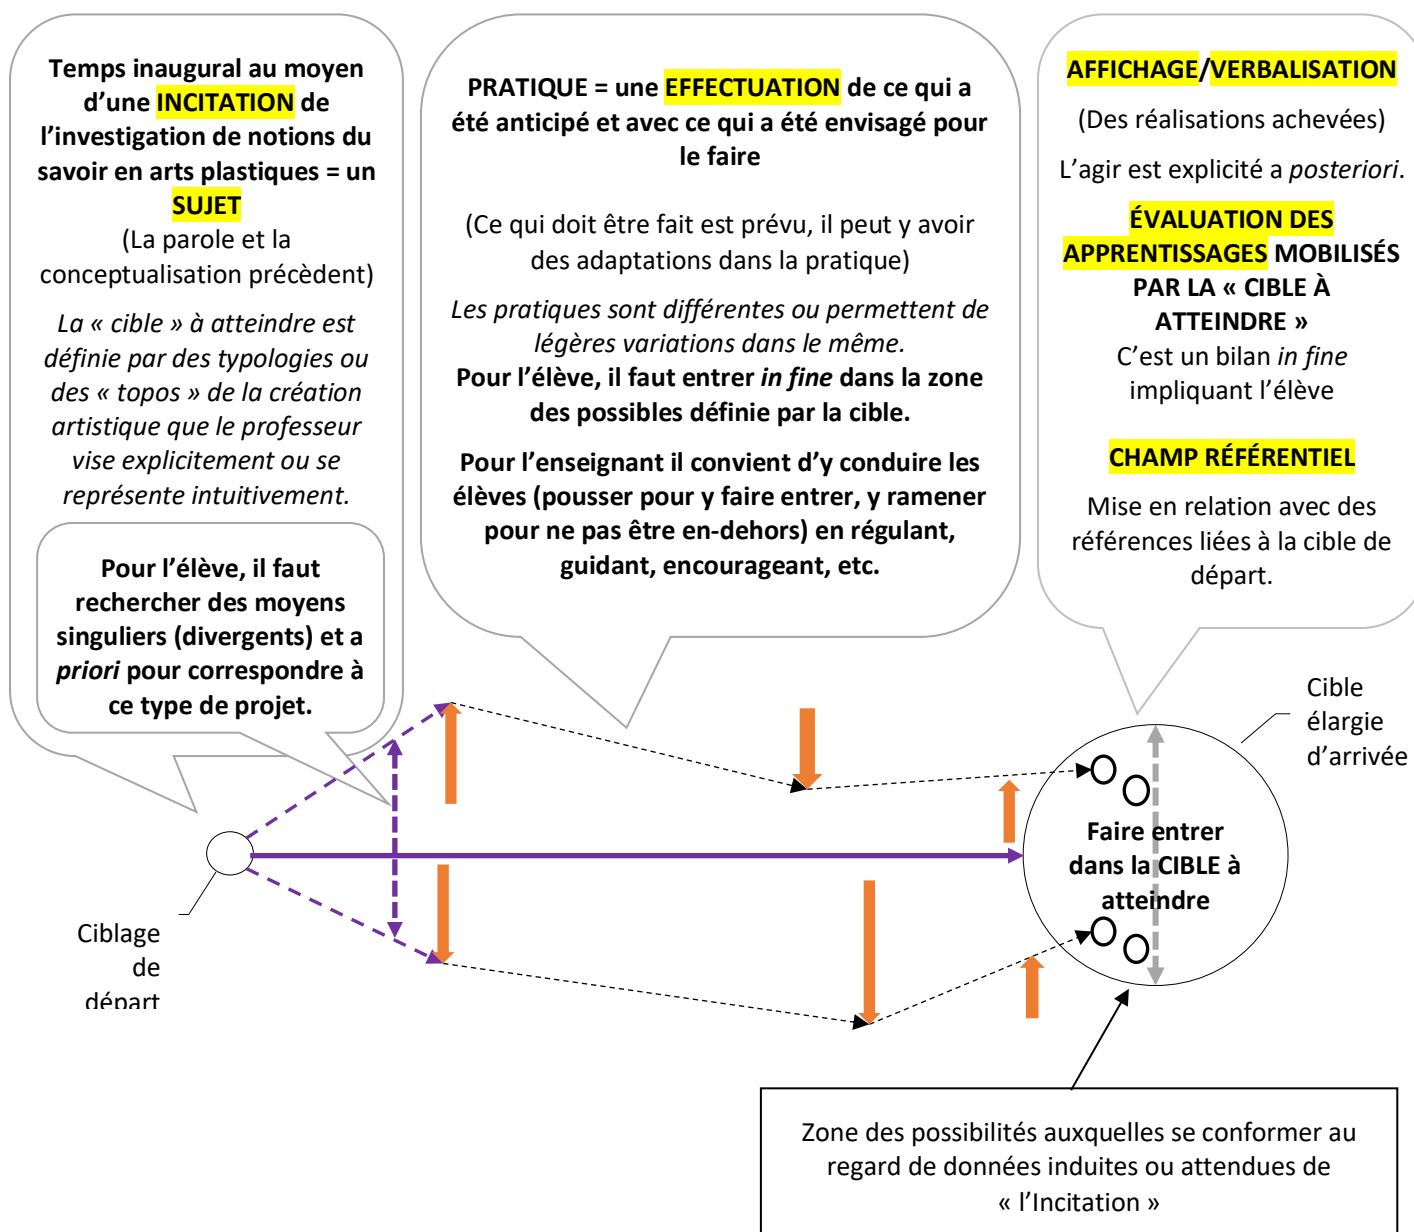 Temps inaugural au moyen
d'une INCITATION de
l'investigation de notions du
savoir en arts plastiques = un
SUJET
(La parole et la
conceptualisation précèdent)
La « cible » à atteindre est
définie par des typologies ou
des « topos » de la création
artistique que le professeur
vise explicitement ou se
représente intuitivement.
Pour l'élève, il faut
rechercher des moyens
singuliers (divergents) et a
priori pour correspondre à
ce type de projet.
PRATIQUE = une EFFECTUATION de ce qui a
été anticipé et avec ce qui a été envisagé pour
le faire
(Ce qui doit être fait est prévu, il peut y avoir
des adaptations dans la pratique)
Les pratiques sont différentes ou permettent de
légères variations dans le même.
Pour l'élève, il faut entrer in fine dans la zone
des possibles définie par la cible.
Pour l'enseignant il convient d'y conduire les
élèves (pousser pour y faire entrer, y ramener
pour ne pas être en-dehors) en régulant,
guidant, encourageant, etc.
AFFICHAGE/VERBALISATION
(Des réalisations achevées)
L'agir est explicité a posteriori.
ÉVALUATION DES
APPRENTISSAGES MOBILISÉS
PAR LA « CIBLE À
ATTEINDRE »
C'est un bilan in fine
impliquant l'élève
CHAMP RÉFÉRENTIEL
Mise en relation avec des
références liées à la cible de
départ.
Cible
élargie
d'arrivée
Faire entrer
dans la CIBLE à
atteindre
Ciblage
de
départ
Zone des possibilités auxquelles se conformer au
regard de données induites ou attendues de
« l'Incitation »